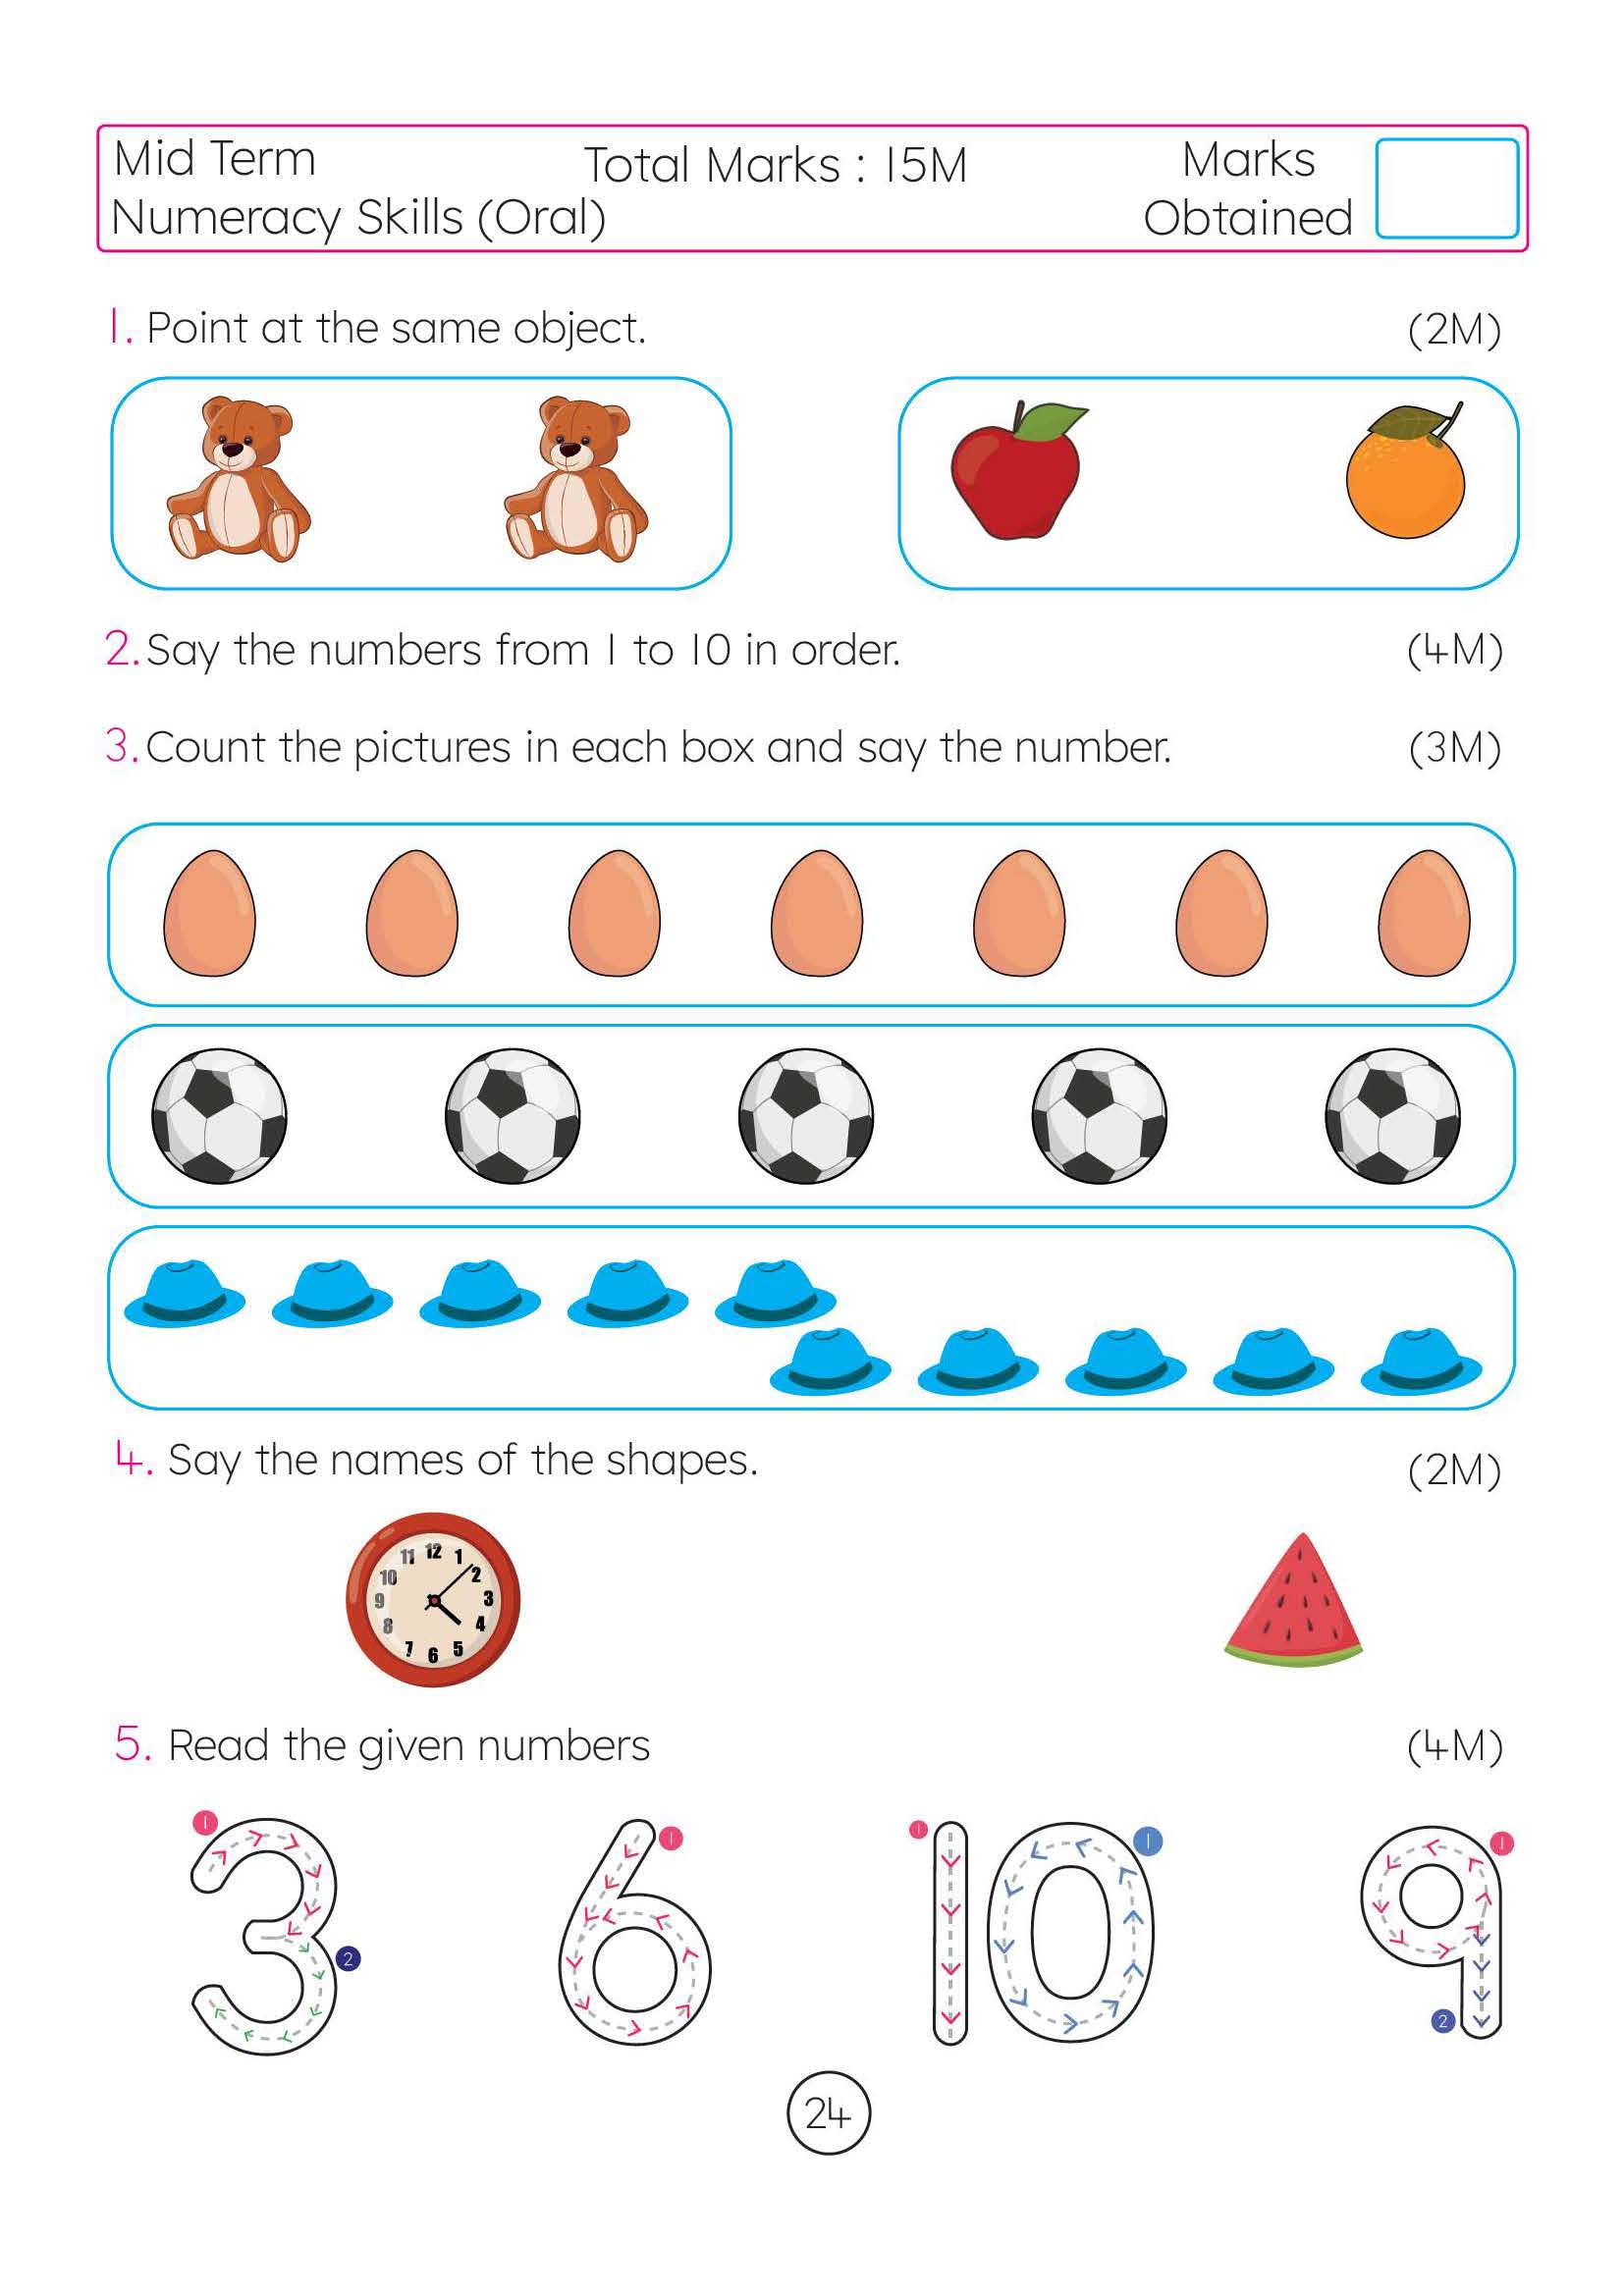 Mid Term
Numeracy Skills (Oral)
Total Marks : 15M
Marks
Obtained
1. Point at the same object. (2M)
2. Say the numbers from 1 to 10 in order. (4M)
3. Count the pictures in each box and say the number. (3M)
4. Say the names of the shapes. (2M)
11 12 1
10 2
9 3
8 4
7 6 5
5. Read the given numbers (4M)
1 1 1 1 1
3 6 10 9
2 2
24